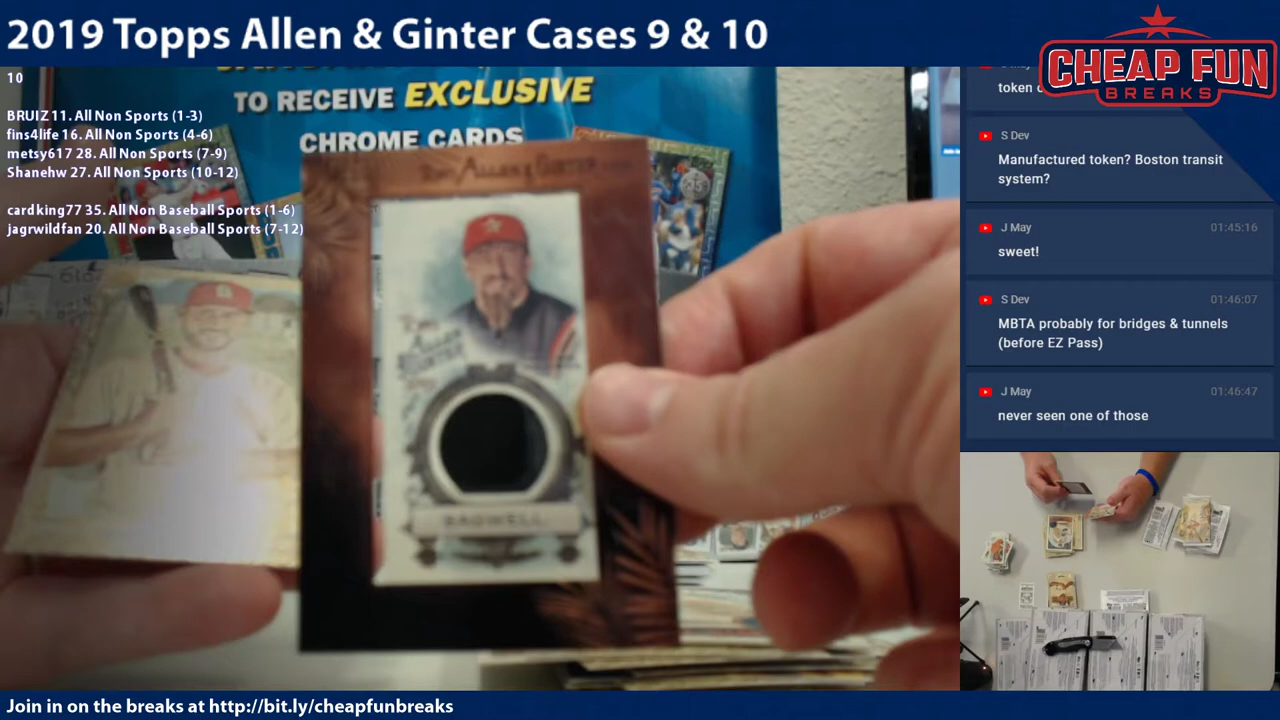 2019 Topps Allen & Ginter Cases 9 & 10
CHEAP FUN
BREAKS
10
BRUIZ 11. All Non Sports (1-3)
fins4life 16. All Non Sports (4-6)
metsy617 28. All Non Sports (7-9)
Shanehw 27. All Non Sports (10-12)
cardking77 35. All Non Baseball Sports (1-6)
jagrwildfan 20. All Non Baseball Sports (7-12)
TO RECEIVE EXCLUSIVE
CHROME CARDS
ALLEN & GINTER
ALLEN
GINTER
BAGWELL
token
S Dev
Manufactured token? Boston transit
system?
J May 01:45:16
sweet!
S Dev 01:46:07
MBTA probably for bridges & tunnels
(before EZ Pass)
J May 01:46:47
never seen one of those
Join in on the breaks at http://bit.ly/cheapfunbreaks